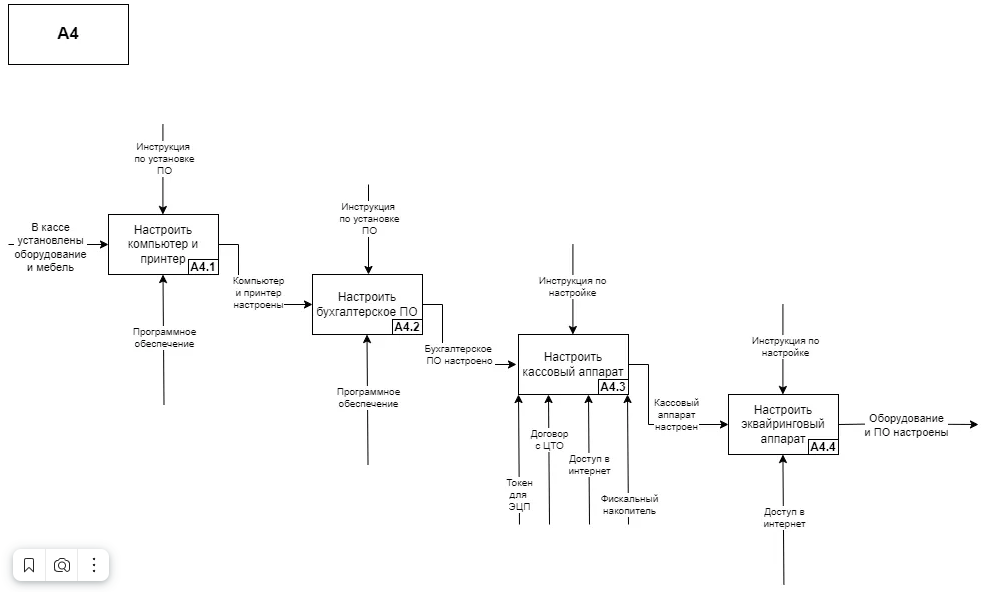 A4
Инструкция
по установке
ПО
В кассе
установлены
оборудование
и мебель
Настроить
компьютер и
принтер
A4.1
Программное
обеспечение
Компьютер
и принтер
настроены
Инструкция
по установке
ПО
Настроить
бухгалтерское ПО
A4.2
Программное
обеспечение
Бухгалтерское
ПО настроено
Инструкция по
настройке
Настроить
кассовый аппарат
A4.3
Токен
для
ЭЦП
Договор
с ЦТО
Доступ в
интернет
Фискальный
накопитель
Кассовый
аппарат
настроен
Инструкция по
настройке
Настроить
эквайринговый
аппарат
A4.4
Доступ в
интернет
Оборудование
и ПО настроены